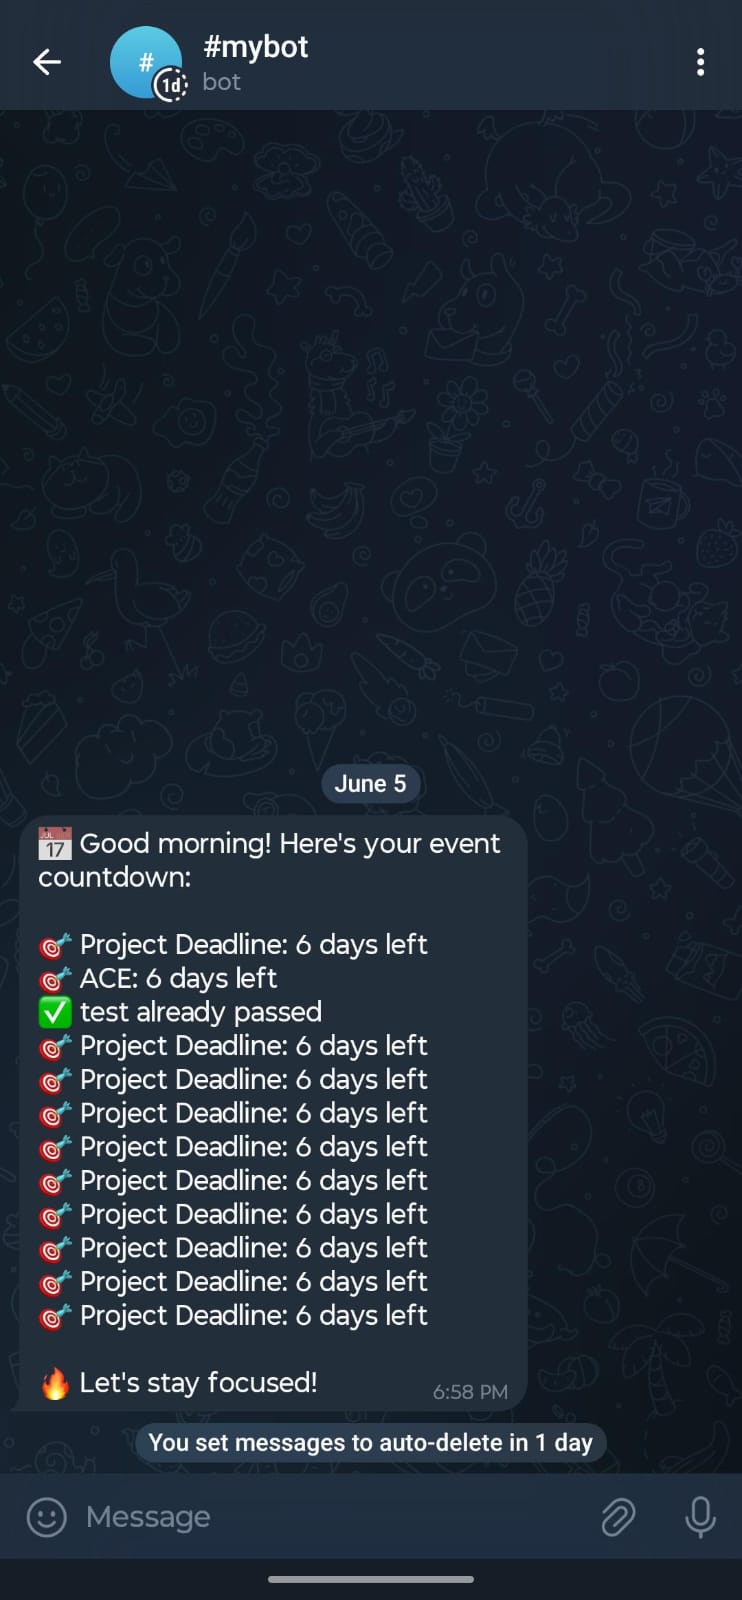 #
1d
#mybot
bot
June 5
JUL
17
Good morning! Here's your event
countdown:
Project Deadline: 6 days left
ACE: 6 days left
test already passed
Project Deadline: 6 days left
Project Deadline: 6 days left
Project Deadline: 6 days left
Project Deadline: 6 days left
Project Deadline: 6 days left
Project Deadline: 6 days left
Project Deadline: 6 days left
Project Deadline: 6 days left
Project Deadline: 6 days left
Let's stay focused!
6:58 PM
You set messages to auto-delete in 1 day
Message